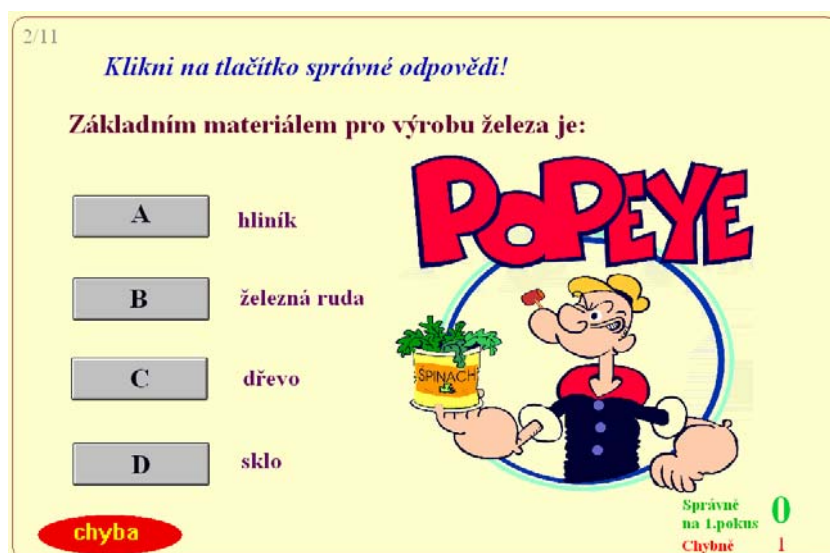 2/11
Klikni na tlačítko správné odpovědi!
Základním materiálem pro výrobu železa je:
POPEYE
A hliník
B železná ruda
SPINACH
C dřevo
D sklo
chyba
Správně
na 1.pokus 0
Chybně 1